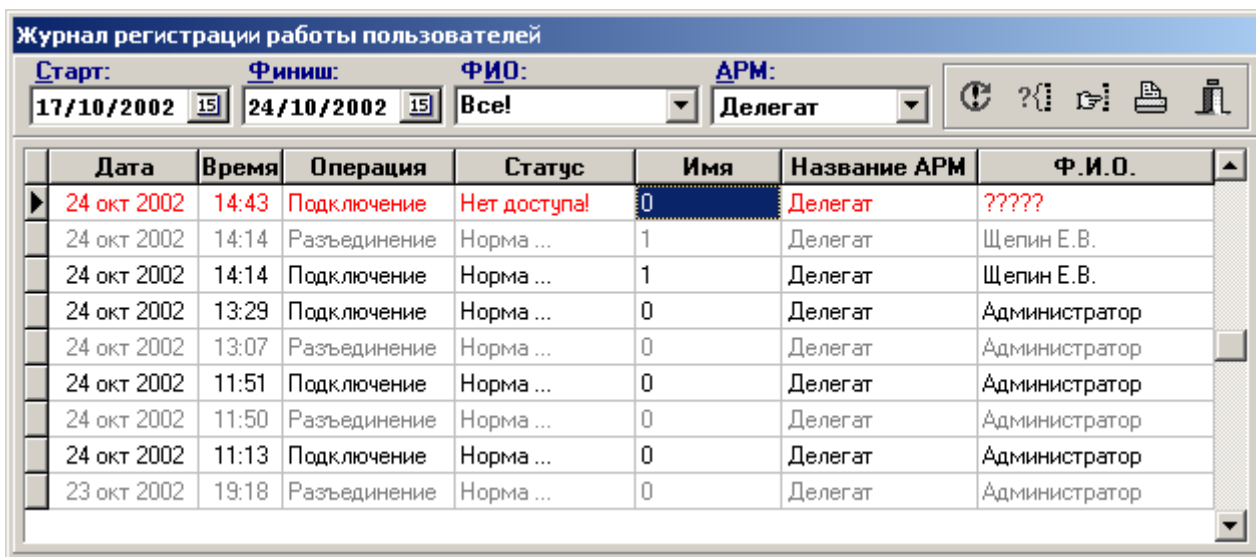 Журнал регистрации работы пользователей
Старт: Финиш: ФИО: АРМ:
17/10/2002 15 24/10/2002 15 Все! Делегат ?{
Дата Время Операция Статус Имя Название АРМ Ф.И.О.
24 окт 2002 14:43 Подключение Нет доступа! 0 Делегат ?????
24 окт 2002 14:14 Разъединение Норма ... 1 Делегат Щепин Е.В.
24 окт 2002 14:14 Подключение Норма ... 1 Делегат Щепин Е.В.
24 окт 2002 13:29 Подключение Норма ... 0 Делегат Администратор
24 окт 2002 13:07 Разъединение Норма ... 0 Делегат Администратор
24 окт 2002 11:51 Подключение Норма ... 0 Делегат Администратор
24 окт 2002 11:50 Разъединение Норма ... 0 Делегат Администратор
24 окт 2002 11:13 Подключение Норма ... 0 Делегат Администратор
23 окт 2002 19:18 Разъединение Норма ... 0 Делегат Администратор